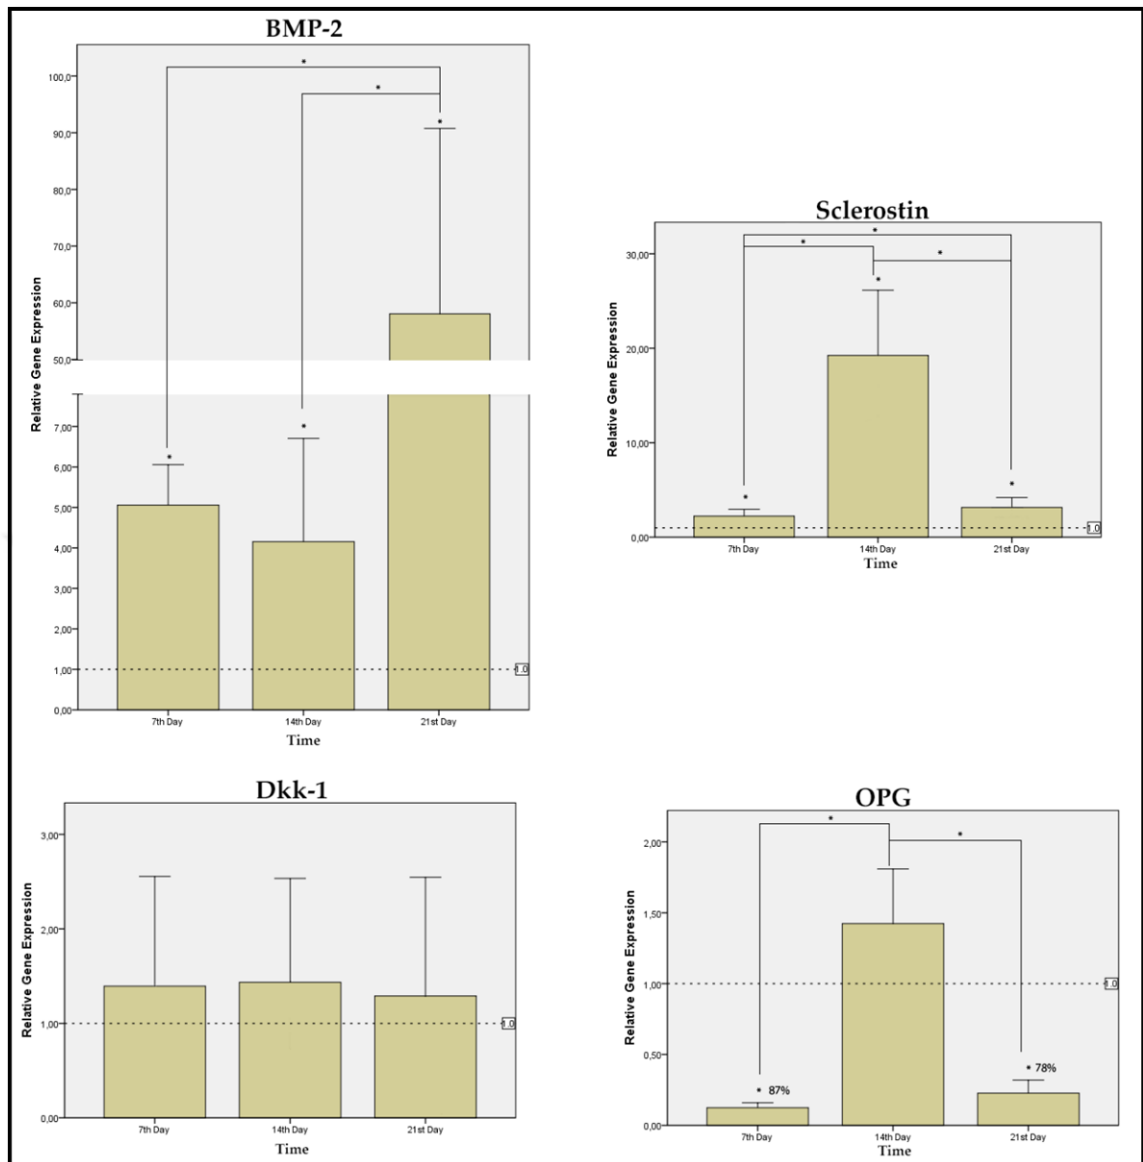 BMP-2
*
*
*
100,0
90,0
80,0
70,0
60,0
50,0
Relative Gene Expression
7,00
6,00
5,00
4,00
3,00
2,00
1,00
0,00
*
*
1.0
7th Day 14th Day 21st Day
Time
Sclerostin
*
*
*
*
30,00
20,00
10,00
0,00
Relative Gene Expression
*
*
1.0
7th Day 14th Day 21st Day
Time
Dkk-1
3,00
2,00
1,00
0,00
Relative Gene Expression
1.0
7th Day 14th Day 21st Day
Time
OPG
*
*
2,00
1,50
1,00
0,50
0,00
Relative Gene Expression
1.0
* 87%
* 78%
7th Day 14th Day 21st Day
Time